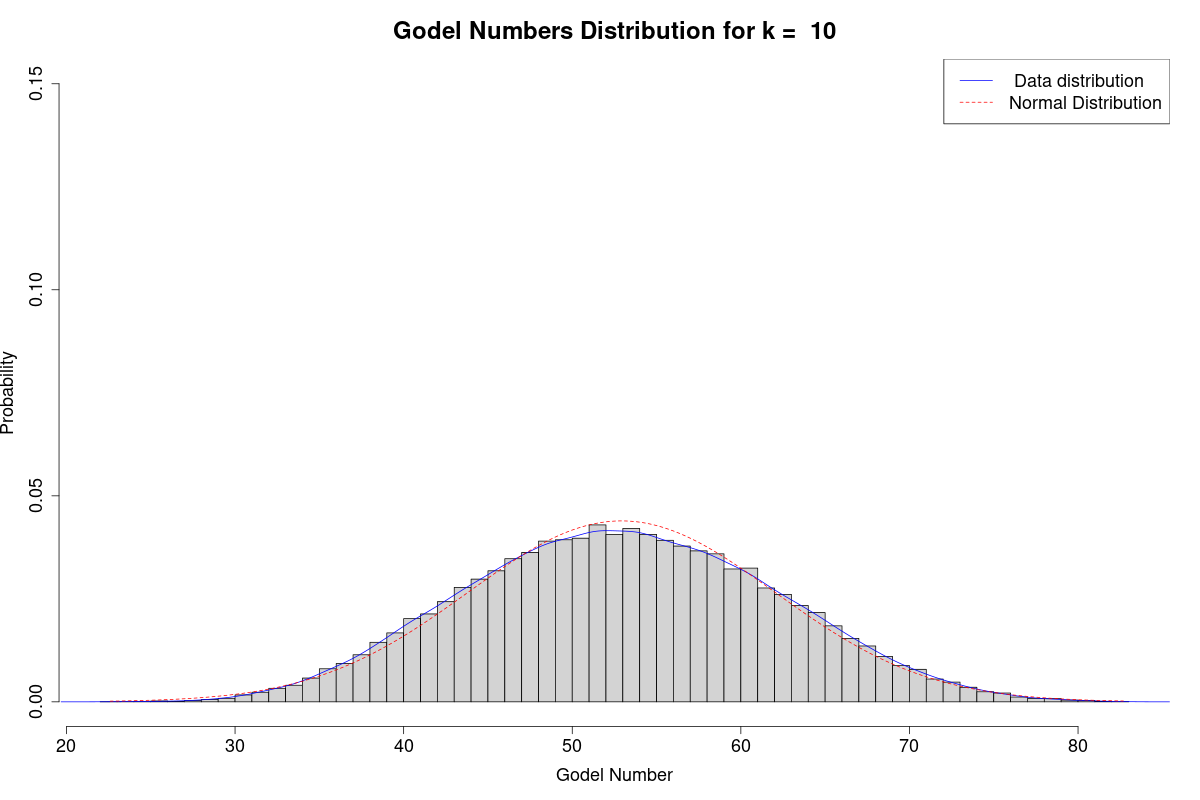 Godel Numbers Distribution for k =  10
Data distribution
Normal Distribution
0.15
0.10
0.05
0.00
Probability
20 30 40 50 60 70 80
Godel Number